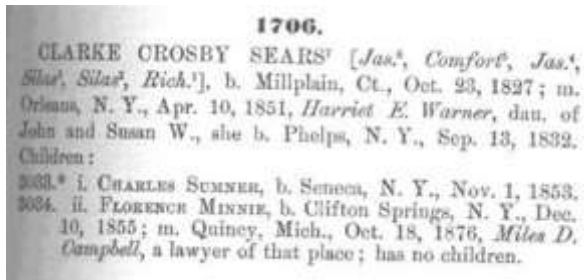 1706.
CLARKE CROSBY SEARS⁷ [Jas.⁶, Comfort⁵, Jas.⁴,
Silas³, Silas², Rich.¹], b. Millplain, Ct., Oct. 23, 1827; m.
Orleans, N. Y., Apr. 10, 1851, Harriet E. Warner, dau. of
John and Susan W., she b. Phelps, N. Y., Sep. 13, 1832.
Children:
3033.* i. CHARLES SUMNER, b. Seneca, N. Y., Nov. 1, 1853.
3034. ii. FLORENCE MINNIE, b. Clifton Springs, N. Y., Dec.
10, 1855; m. Quincy, Mich., Oct. 18, 1876, Miles D.
Campbell, a lawyer of that place; has no children.